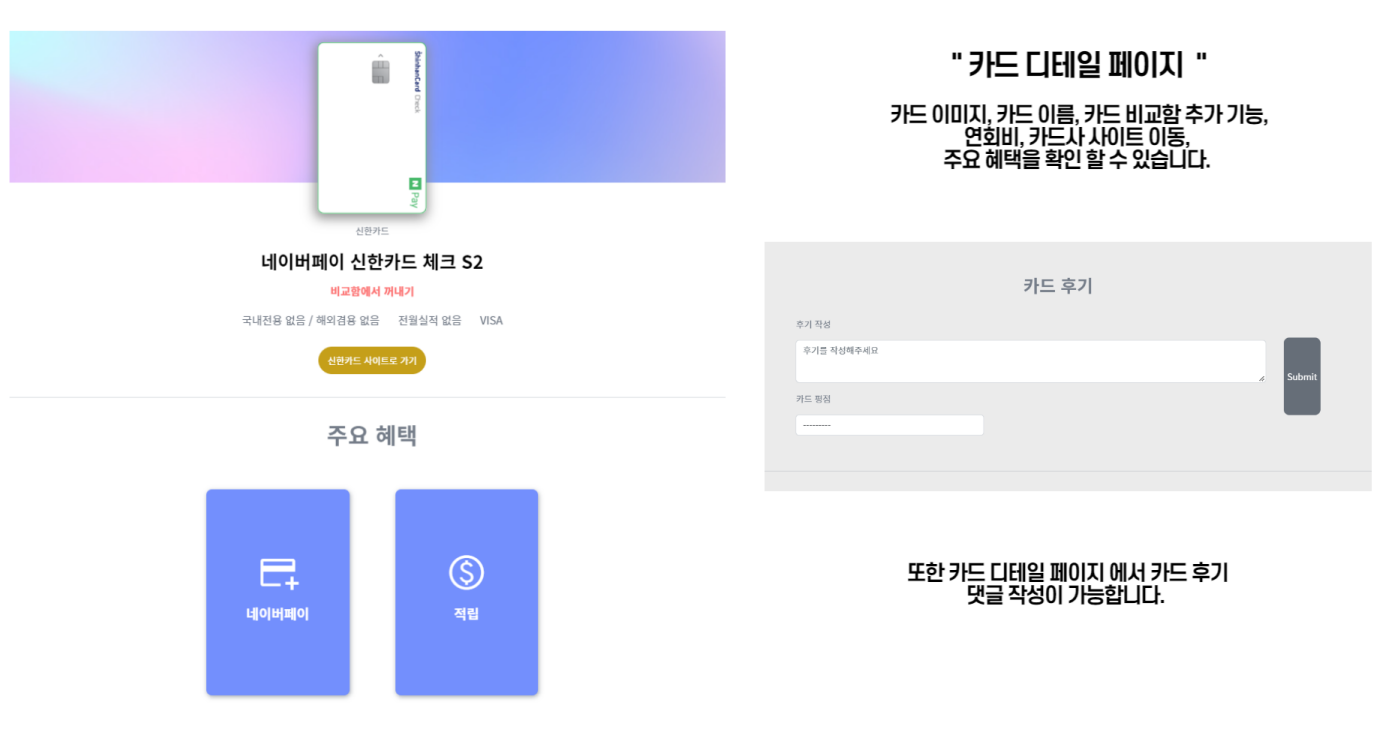 ShinhanCard Check
N Pay
신한카드
네이버페이 신한카드 체크 S2
비교함에서 꺼내기
국내전용 없음 / 해외겸용 없음 전월실적 없음 VISA
신한카드 사이트로 가기
주요 혜택
네이버페이
적립
" 카드 디테일 페이지 "
카드 이미지, 카드 이름, 카드 비교함 추가 기능,
연회비, 카드사 사이트 이동,
주요 혜택을 확인 할 수 있습니다.
카드 후기
후기 작성
후기를 작성해주세요
Submit
카드 평점
---------
또한 카드 디테일 페이지 에서 카드 후기
댓글 작성이 가능합니다.